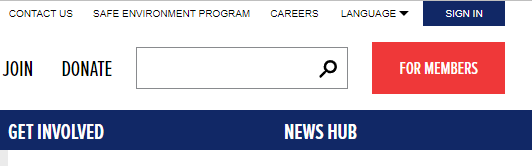 CONTACT US SAFE ENVIRONMENT PROGRAM CAREERS LANGUAGE SIGN IN
JOIN DONATE FOR MEMBERS
GET INVOLVED NEWS HUB